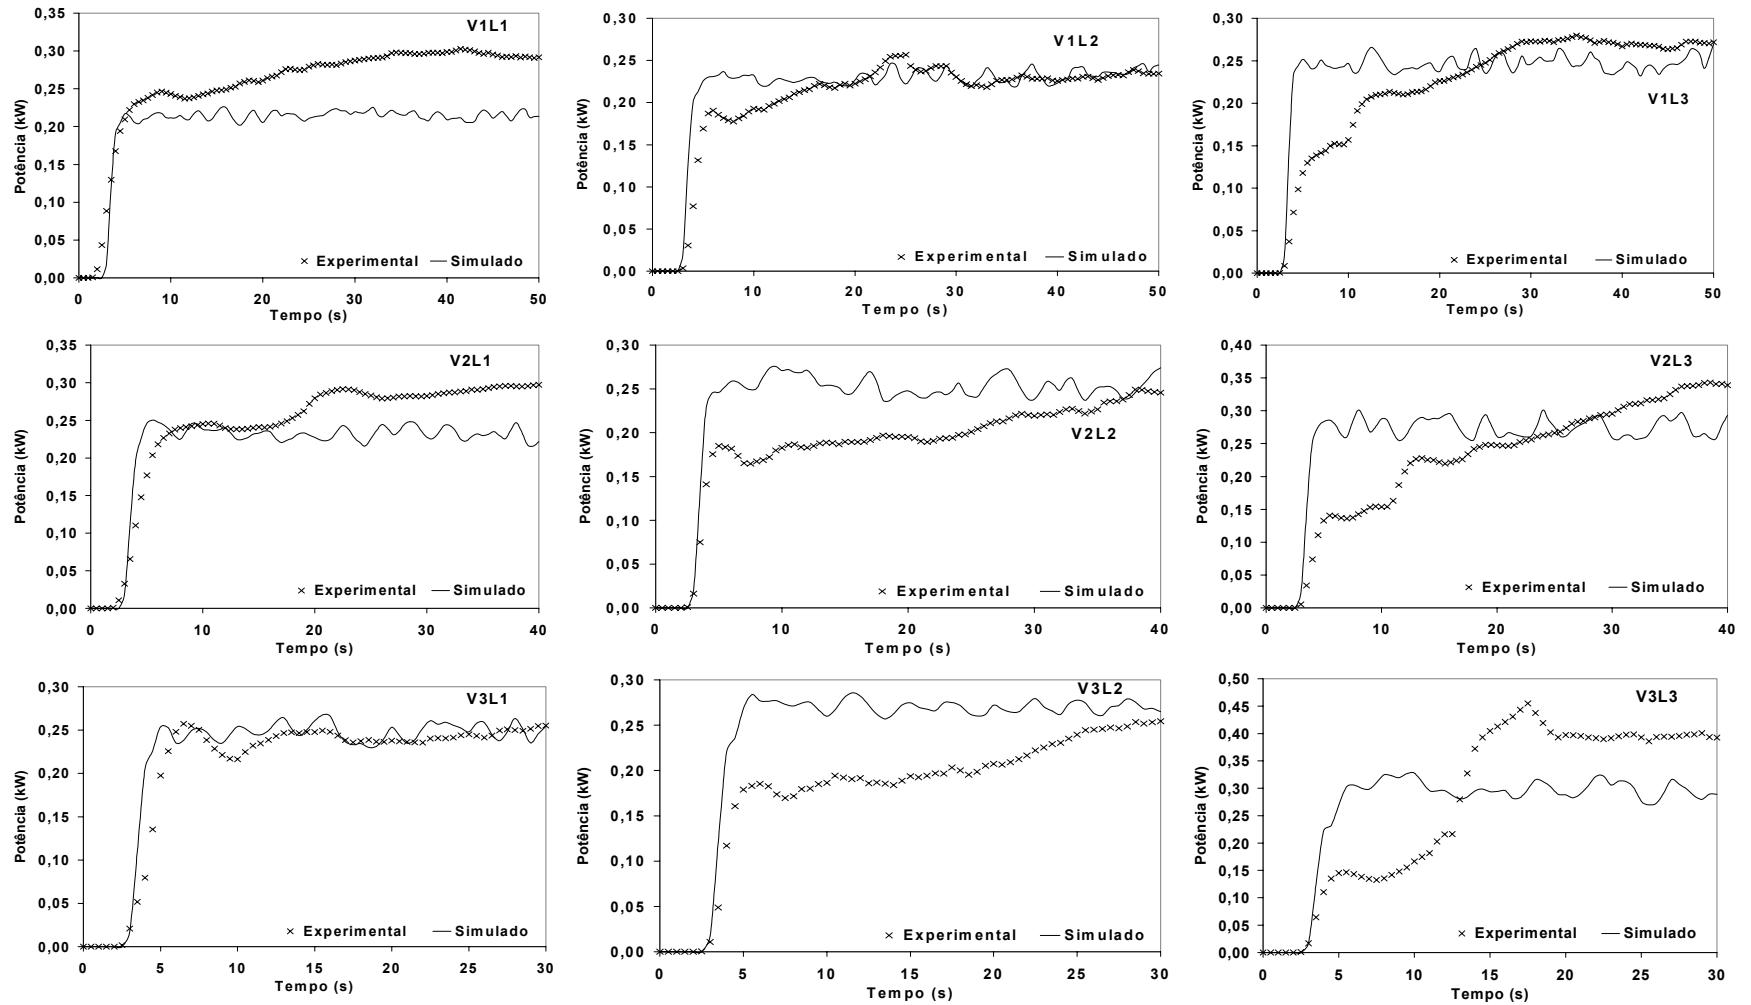 V1L1
Potência (kW)
0,35
0,30
0,25
0,20
0,15
0,10
0,05
0,00
Experimental Simulado
0 10 20 30 40 50
Tempo (s)
V1L2
Potência (kW)
0,30
0,25
0,20
0,15
0,10
0,05
0,00
Experimental Simulado
0 10 20 30 40 50
Tempo (s)
V1L3
Potência (kW)
0,30
0,25
0,20
0,15
0,10
0,05
0,00
Experimental Simulado
0 10 20 30 40 50
Tempo (s)
V2L1
Potência (kW)
0,35
0,30
0,25
0,20
0,15
0,10
0,05
0,00
Experimental Simulado
0 10 20 30 40
Tempo (s)
V2L2
Potência (kW)
0,30
0,25
0,20
0,15
0,10
0,05
0,00
Experimental Simulado
0 10 20 30 40
Tempo (s)
V2L3
Potência (kW)
0,40
0,35
0,30
0,25
0,20
0,15
0,10
0,05
0,00
Experimental Simulado
0 10 20 30 40
Tempo (s)
V3L1
Potência (kW)
0,30
0,25
0,20
0,15
0,10
0,05
0,00
Experimental Simulado
0 5 10 15 20 25 30
Tempo (s)
V3L2
Potência (kW)
0,30
0,25
0,20
0,15
0,10
0,05
0,00
Experimental Simulado
0 5 10 15 20 25 30
Tempo (s)
V3L3
Potência (kW)
0,50
0,45
0,40
0,35
0,30
0,25
0,20
0,15
0,10
0,05
0,00
Experimental Simulado
0 5 10 15 20 25 30
Tempo (s)